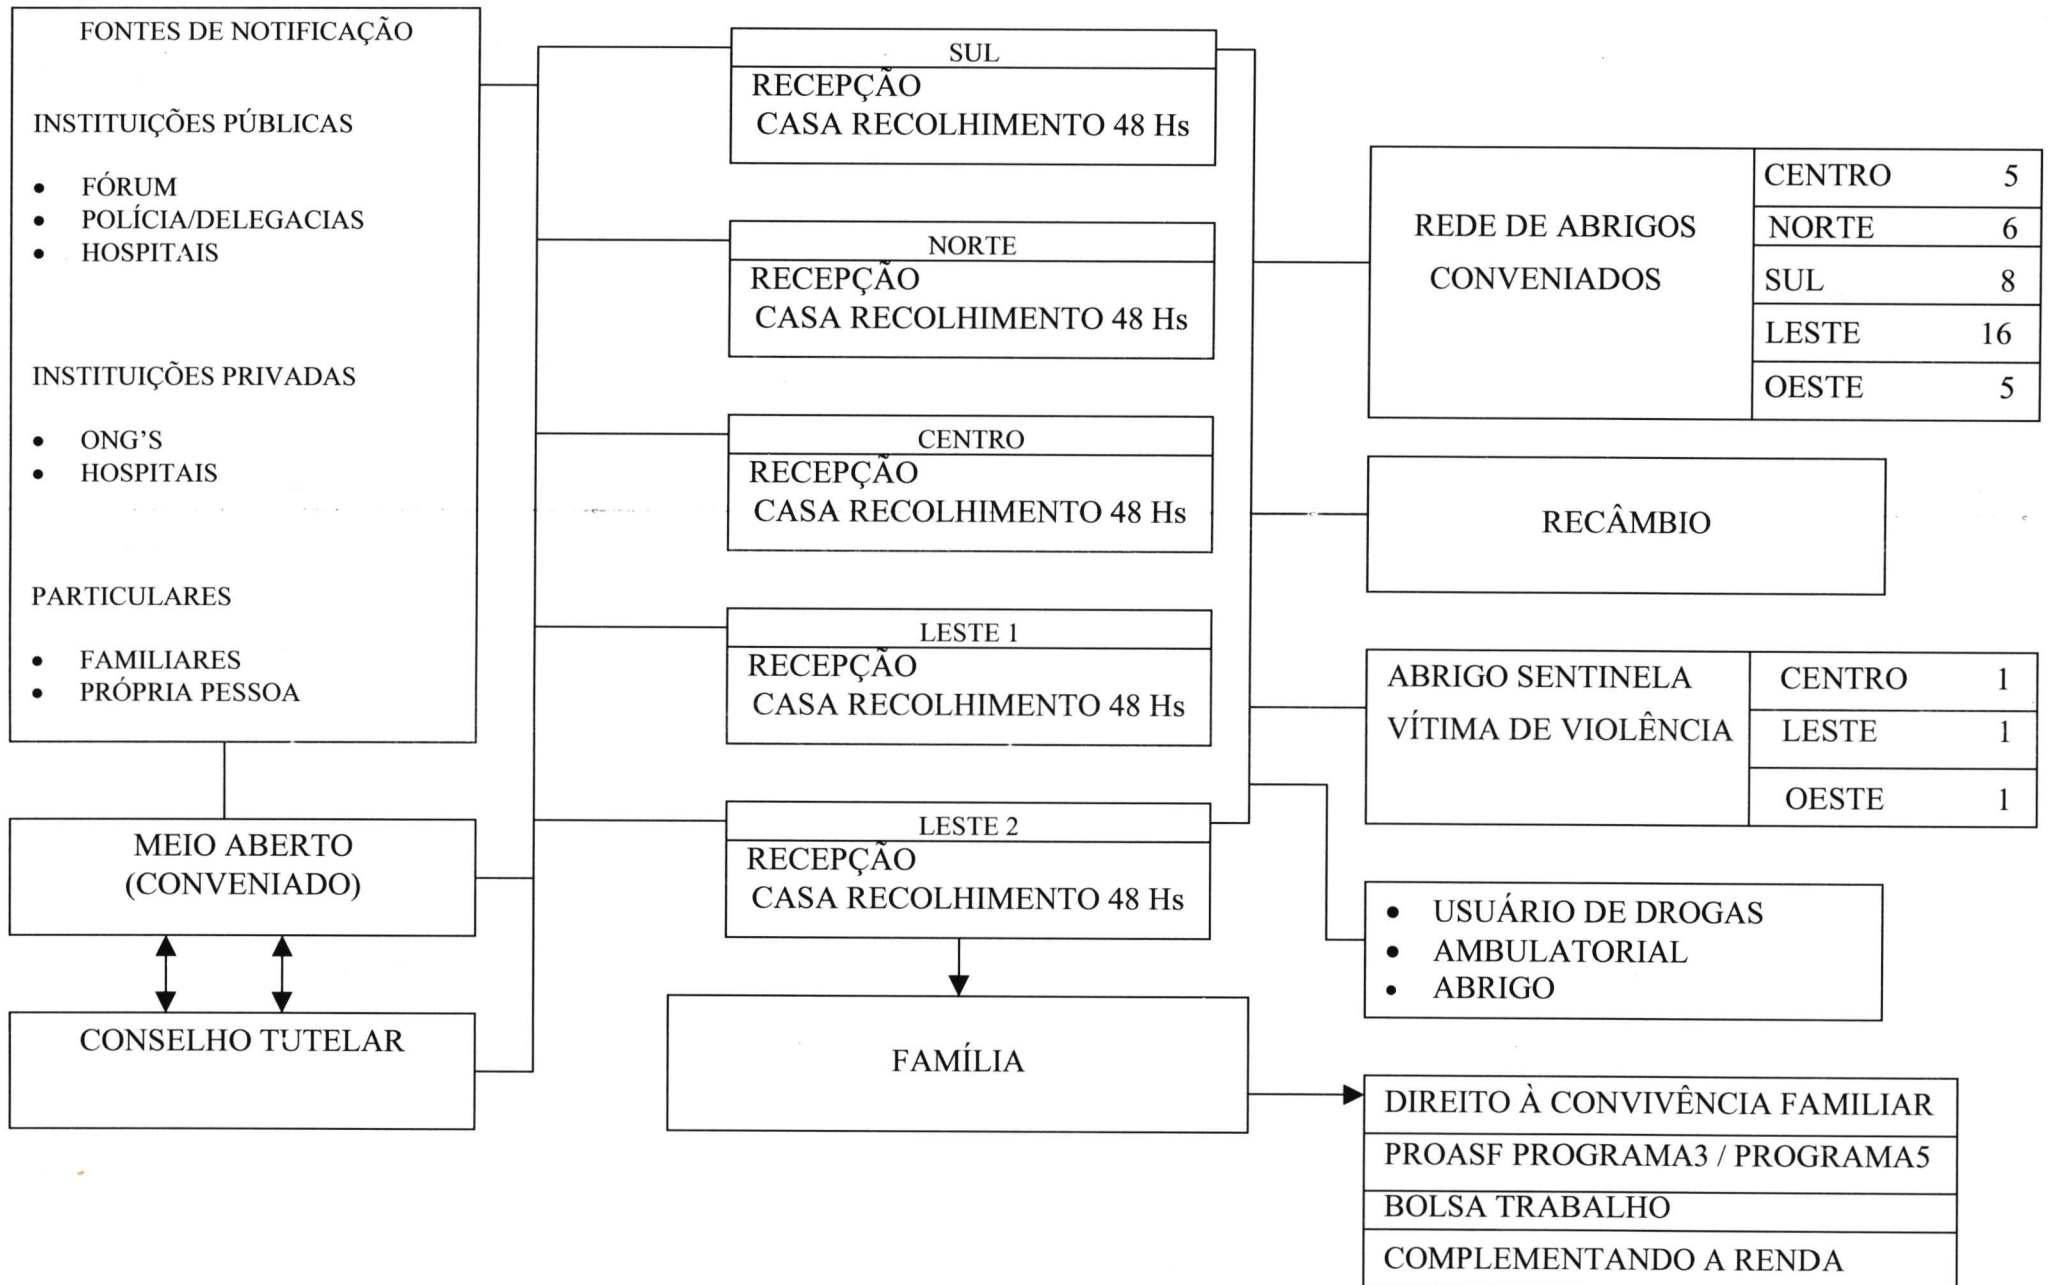 FONTES DE NOTIFICAÇÃO
INSTITUIÇÕES PÚBLICAS
• FÓRUM
• POLÍCIA/DELEGACIAS
• HOSPITAIS
INSTITUIÇÕES PRIVADAS
• ONG'S
• HOSPITAIS
PARTICULARES
• FAMILIARES
• PRÓPRIA PESSOA
MEIO ABERTO
(CONVENIADO)
CONSELHO TUTELAR
SUL
RECEPÇÃO
CASA RECOLHIMENTO 48 Hs
NORTE
RECEPÇÃO
CASA RECOLHIMENTO 48 Hs
CENTRO
RECEPÇÃO
CASA RECOLHIMENTO 48 Hs
LESTE 1
RECEPÇÃO
CASA RECOLHIMENTO 48 Hs
LESTE 2
RECEPÇÃO
CASA RECOLHIMENTO 48 Hs
FAMÍLIA
REDE DE ABRIGOS
CONVENIADOS
CENTRO 5
NORTE 6
SUL 8
LESTE 16
OESTE 5
RECÂMBIO
ABRIGO SENTINELA
VÍTIMA DE VIOLÊNCIA
CENTRO 1
LESTE 1
OESTE 1
• USUÁRIO DE DROGAS
• AMBULATORIAL
• ABRIGO
DIREITO À CONVIVÊNCIA FAMILIAR
PROASF PROGRAMA3 / PROGRAMA5
BOLSA TRABALHO
COMPLEMENTANDO A RENDA